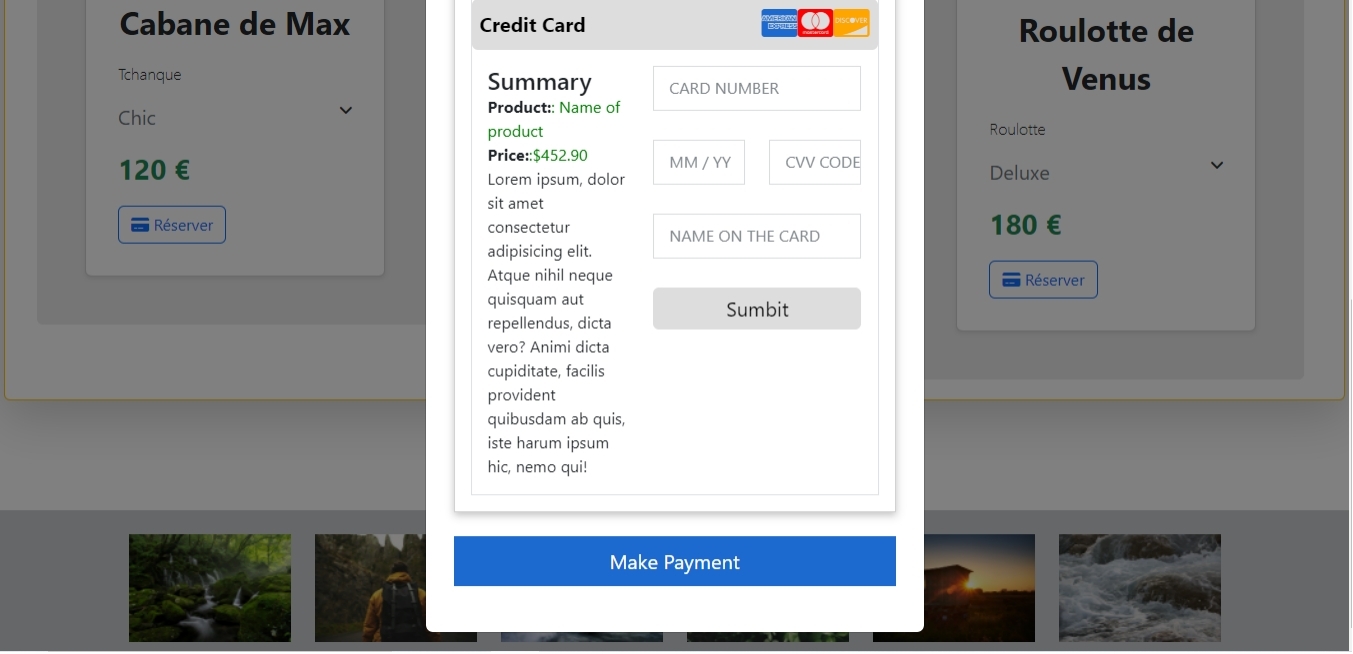 Cabane de Max
Tchanque
Chic
120 €
Réserver
Credit Card
AMERICAN
EXPRESS
mastercard
DISCOVER
Summary
Product:: Name of
product
Price::$452.90
Lorem ipsum, dolor
sit amet
consectetur
adipisicing elit.
Atque nihil neque
quisquam aut
repellendus, dicta
vero? Animi dicta
cupiditate, facilis
provident
quibusdam ab quis,
iste harum ipsum
hic, nemo qui!
CARD NUMBER
MM / YY
CVV CODE
NAME ON THE CARD
Sumbit
Make Payment
Roulotte de
Venus
Roulotte
Deluxe
180 €
Réserver